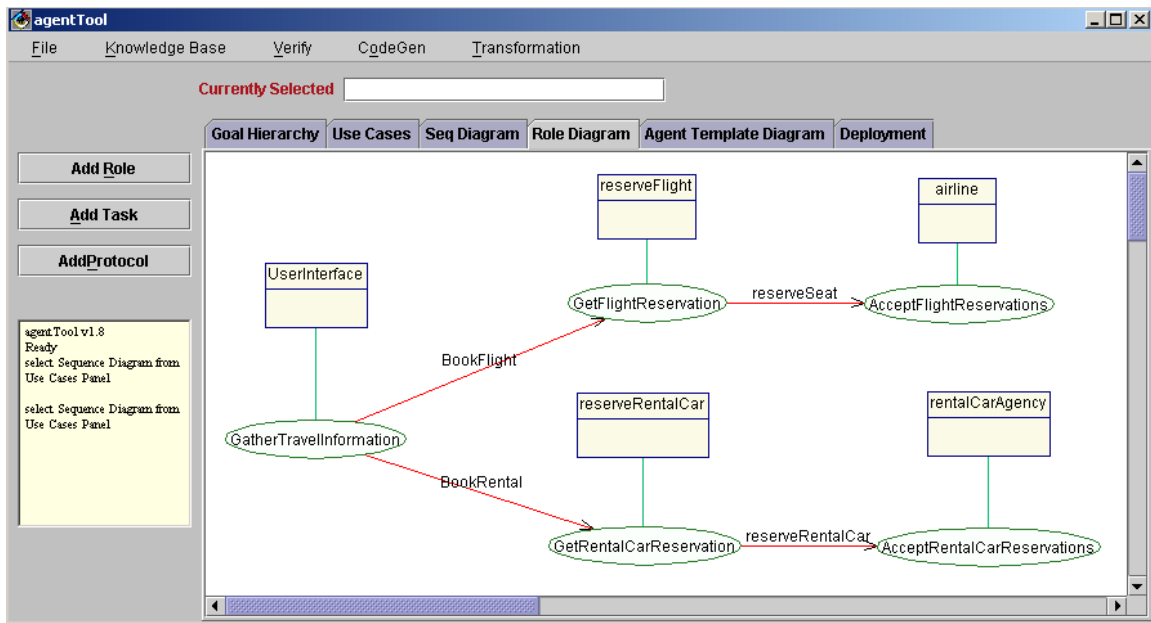 agentTool
File Knowledge Base Verify CodeGen Transformation
Currently Selected
Goal Hierarchy Use Cases Seq Diagram Role Diagram Agent Template Diagram Deployment
Add Role
Add Task
AddProtocol
agentTool v1.8
Ready
select Sequence Diagram from
Use Cases Panel
select Sequence Diagram from
Use Cases Panel
reserveFlight
airline
UserInterface
GetFlightReservation
reserveSeat
AcceptFlightReservations
BookFlight
reserveRentalCar
rentalCarAgency
GatherTravelInformation
BookRental
GetRentalCarReservation
reserveRentalCar
AcceptRentalCarReservations